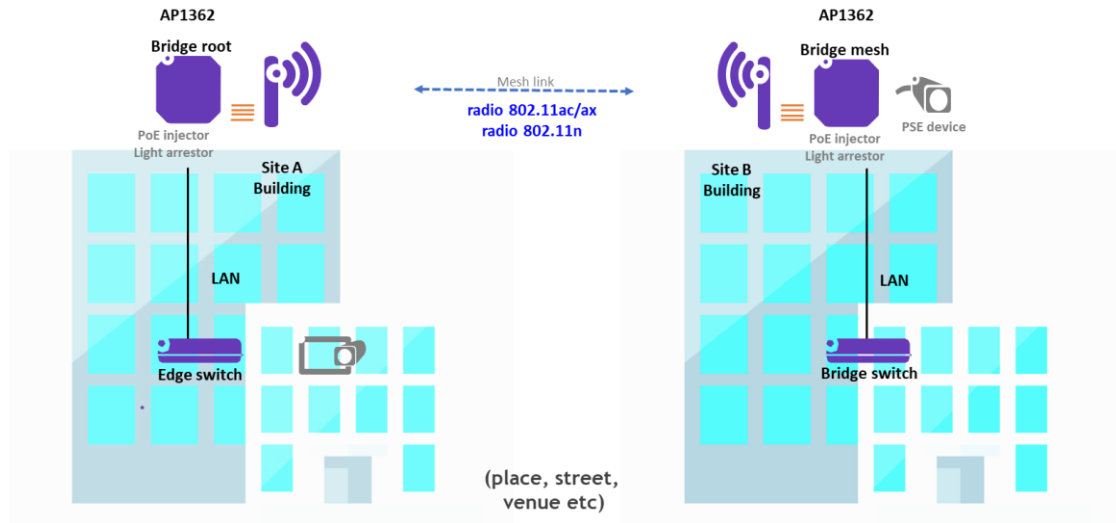 AP1362
Bridge root
PoE injector
Light arrestor
Site A
Building
LAN
Edge switch
Mesh link
radio 802.11ac/ax
radio 802.11n
(place, street,
venue etc)
AP1362
Bridge mesh
PSE device
PoE injector
Light arrestor
Site B
Building
LAN
Bridge switch